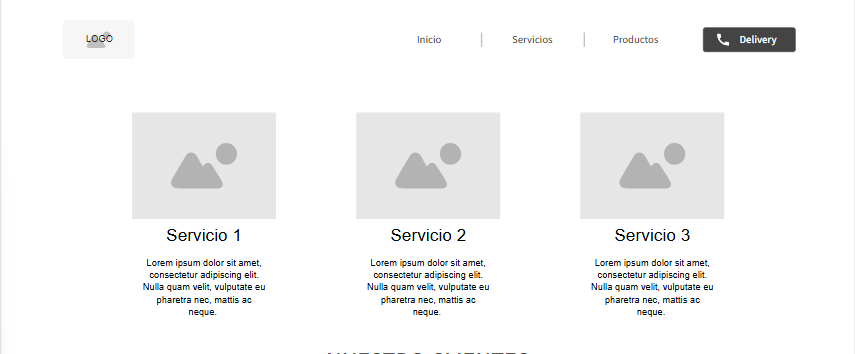 LOGO
Inicio
Servicios
Productos
Delivery
Servicio 1
Lorem ipsum dolor sit amet,
consectetur adipiscing elit.
Nulla quam velit, vulputate eu
pharetra nec, mattis ac
neque.
Servicio 2
Lorem ipsum dolor sit amet,
consectetur adipiscing elit.
Nulla quam velit, vulputate eu
pharetra nec, mattis ac
neque.
Servicio 3
Lorem ipsum dolor sit amet,
consectetur adipiscing elit.
Nulla quam velit, vulputate eu
pharetra nec, mattis ac
neque.
NUESTRO CLIENTES